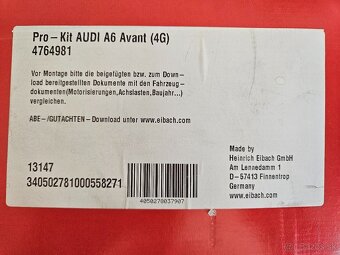 Pro – Kit AUDI A6 Avant (4G)
4764981
Vor Montage bitte die beigefügten bzw. zum Down-
load bereitgestellten Dokumente mit den Fahrzeug-
dokumenten(Motorisierungen,Achslasten,Baujahr...)
vergleichen.
ABE–/GUTACHTEN – Download unter www.eibach.com
13147
340502781000558271
4050278037907
Made by
Heinrich Eibach GmbH
Am Lennedamm 1
D – 57413 Finnentrop
Germany
www.eibach.com